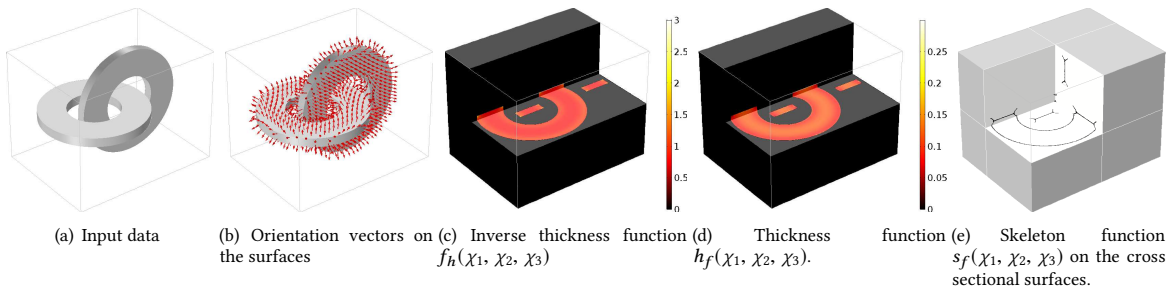 3
2.5
2
1.5
1
0.5
0
0.25
0.2
0.15
0.1
0.05
0
(a) Input data
(b) Orientation vectors on
the surfaces
(c) Inverse thickness function
f_h(χ₁, χ₂, χ₃)
(d) Thickness function
h_f(χ₁, χ₂, χ₃).
(e) Skeleton function
s_f(χ₁, χ₂, χ₃) on the cross
sectional surfaces.